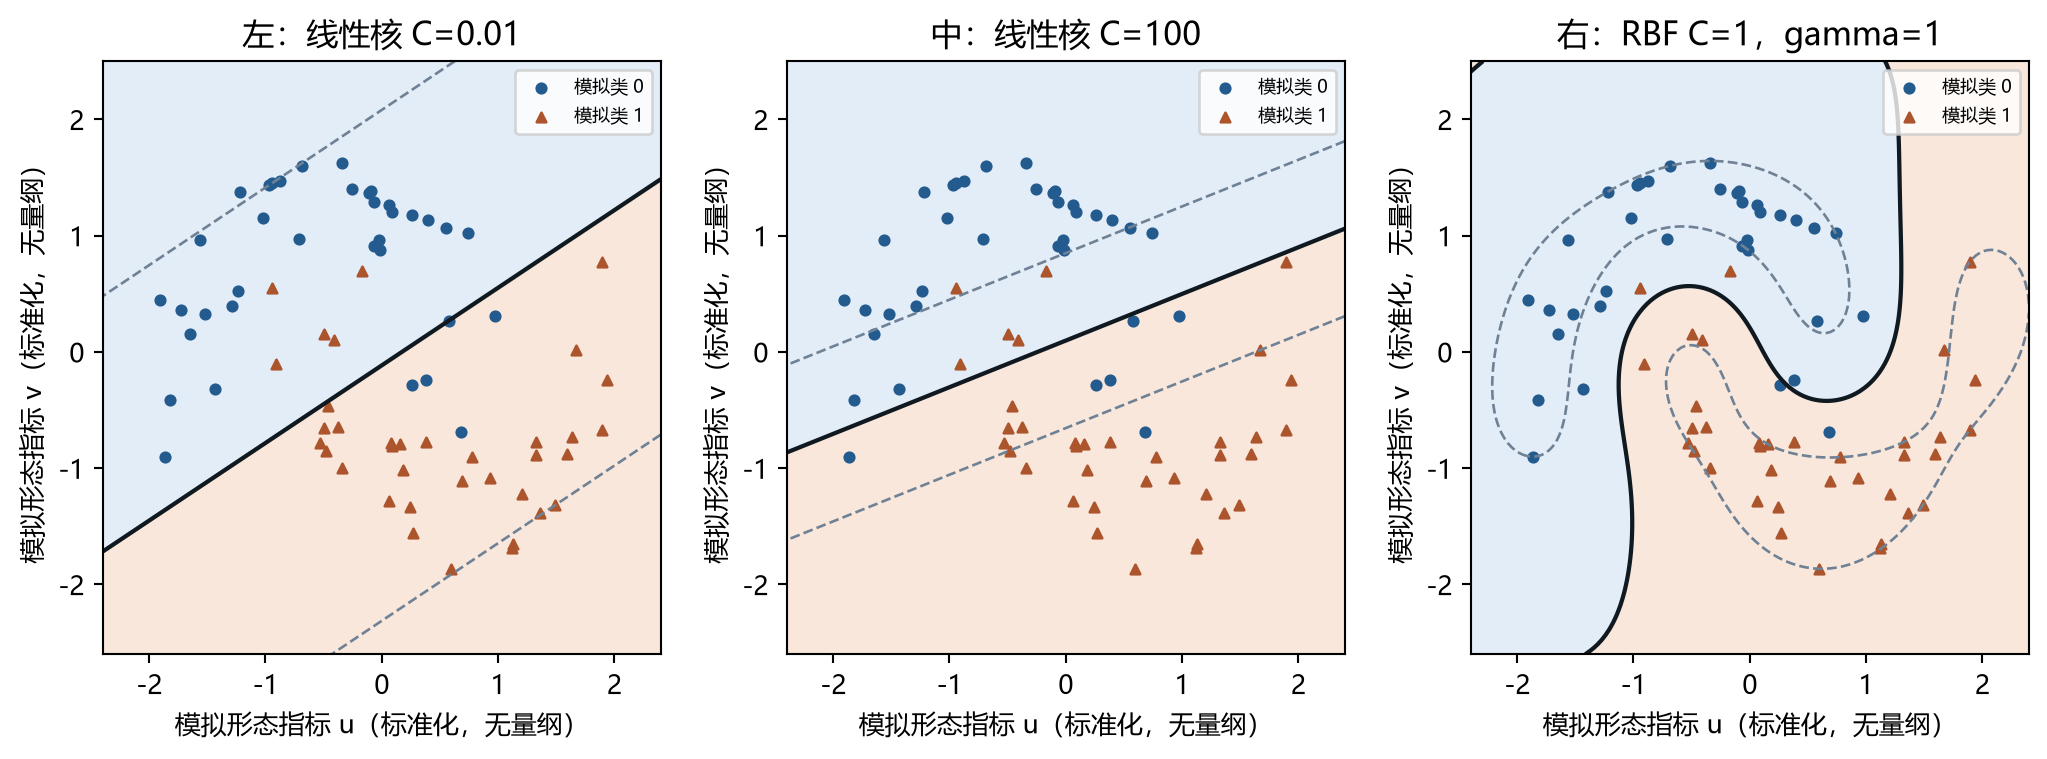 左：线性核 C=0.01
模拟类 0
模拟类 1
2
1
0
-1
-2
-2 -1 0 1 2
模拟形态指标 v（标准化，无量纲）
模拟形态指标 u（标准化，无量纲）
中：线性核 C=100
模拟类 0
模拟类 1
2
1
0
-1
-2
-2 -1 0 1 2
模拟形态指标 v（标准化，无量纲）
模拟形态指标 u（标准化，无量纲）
右：RBF C=1，gamma=1
模拟类 0
模拟类 1
2
1
0
-1
-2
-2 -1 0 1 2
模拟形态指标 v（标准化，无量纲）
模拟形态指标 u（标准化，无量纲）